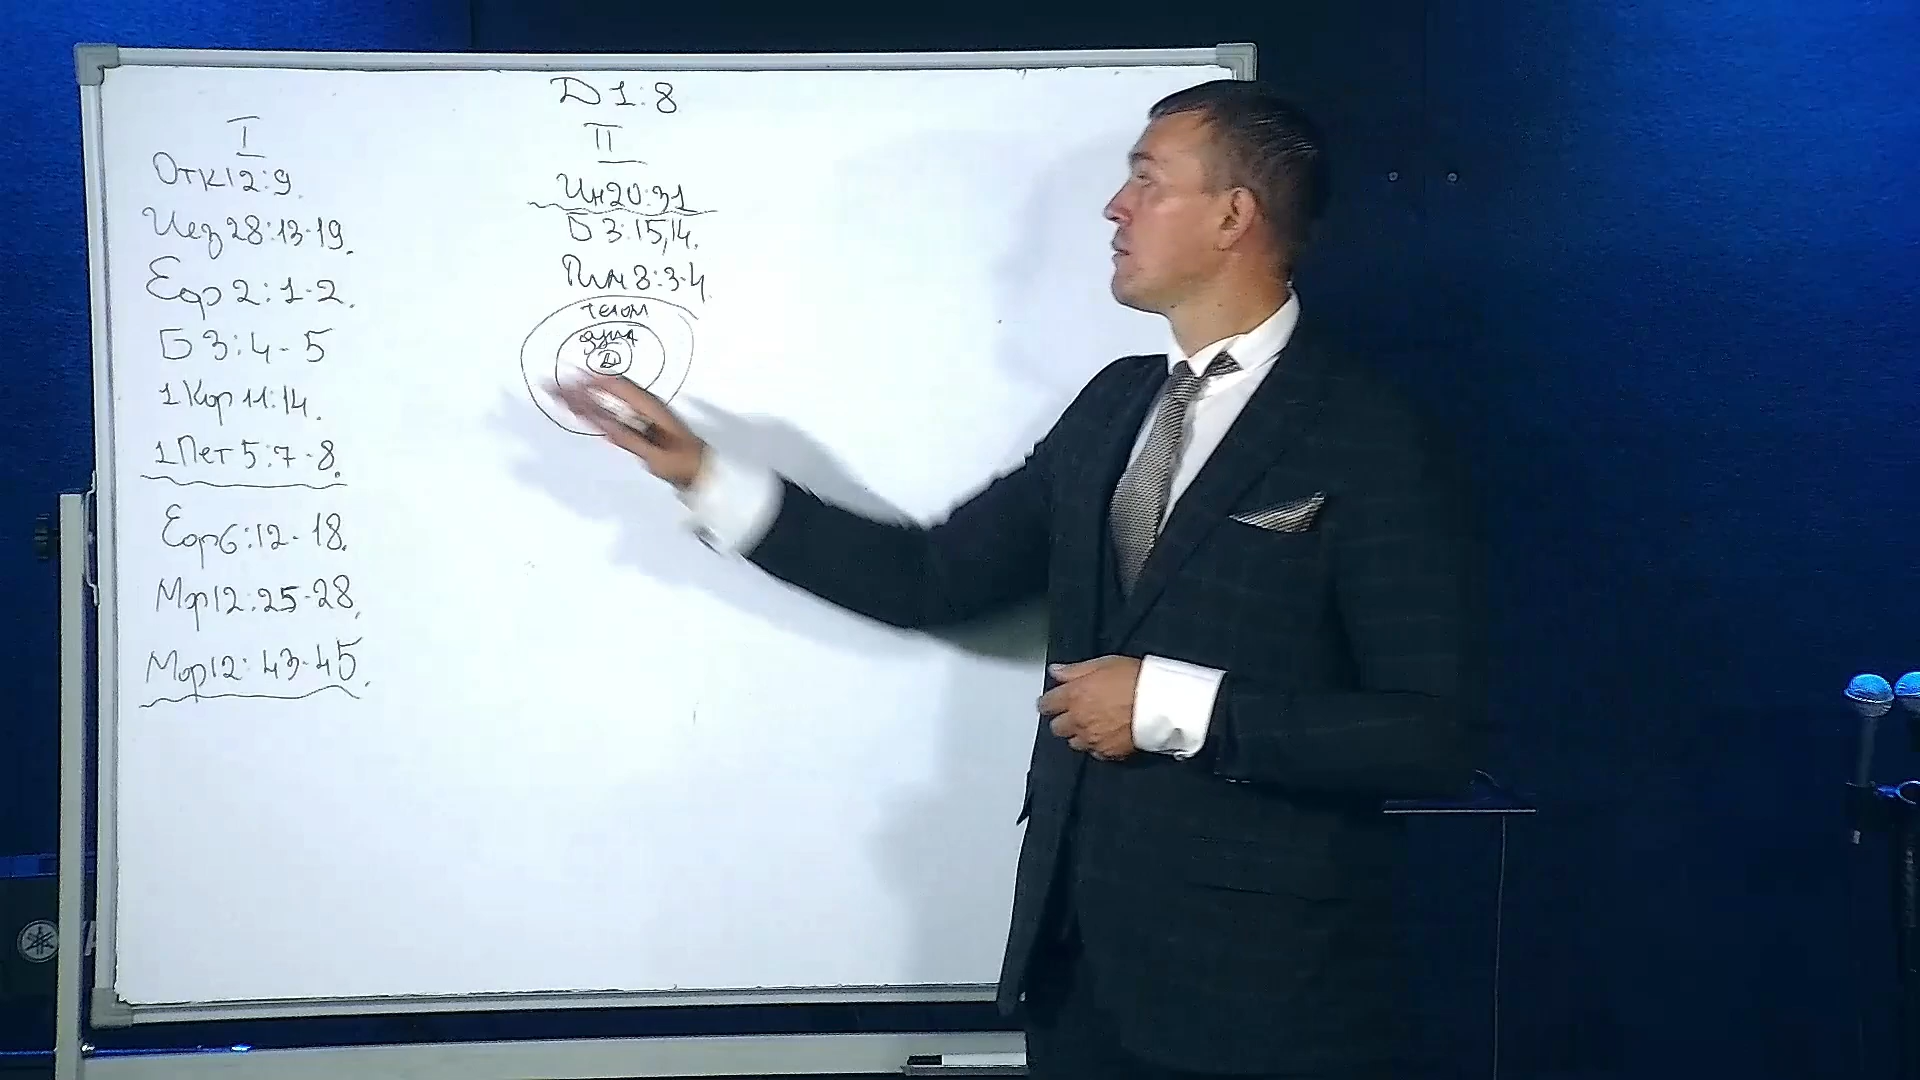 Д 1:8
I
Отк12:9.
Иез 28:13-19.
Еф 2:1-2.
Б 3:4-5
1Кор 11:14.
1Пет 5:7-8.
Еф6:12-18.
Мф12:25-28,
Мф12:43-45.
II
Ин20:31
Б 3:15,14.
Рим 8:3-4.
душа
Д